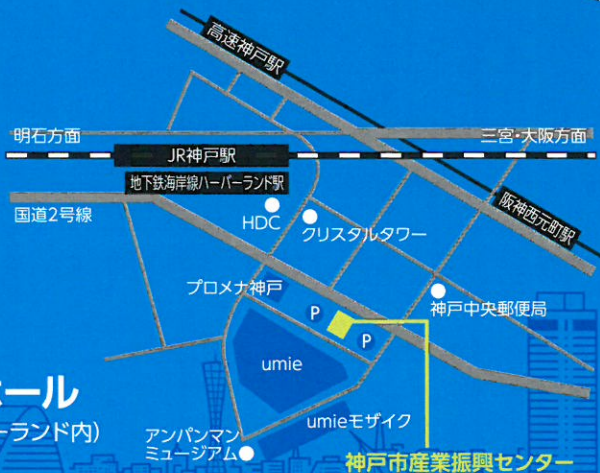 高速神戸駅
明石方面
三宮・大阪方面
JR神戸駅
地下鉄海岸線ハーバーランド駅
国道2号線
HDC
クリスタルタワー
阪神西元町駅
プロメナ神戸
神戸中央郵便局
P
P
umie
ール
ーランド内)
umieモザイク
アンパンマン
ミュージアム
神戸市産業振興センター